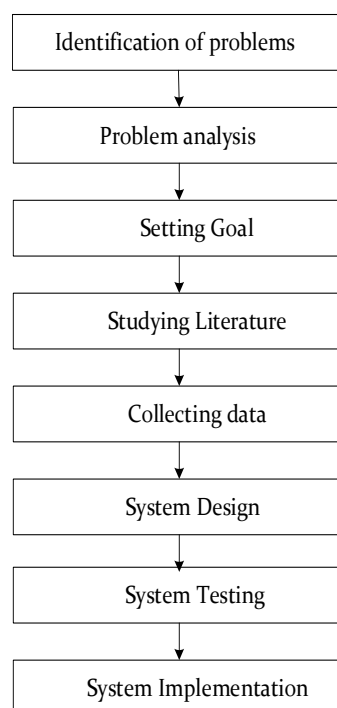 Identification of problems
Problem analysis
Setting Goal
Studying Literature
Collecting data
System Design
System Testing
System Implementation